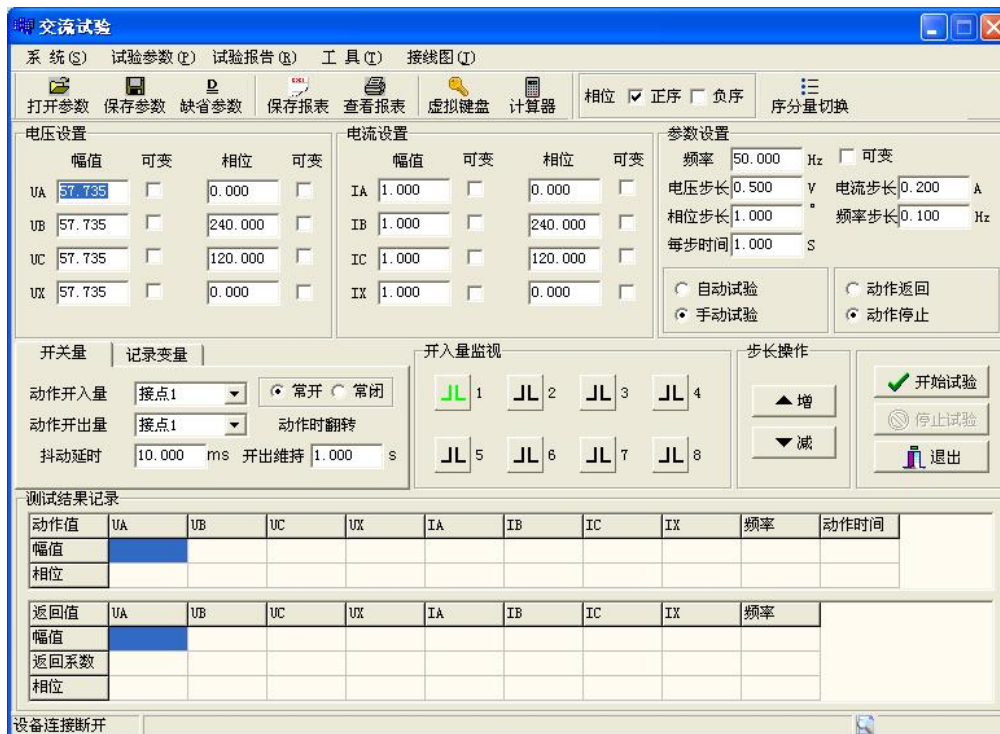 交流试验
系 统(S) 试验参数(P) 试验报告(R) 工 具(T) 接线图(J)
打开参数 保存参数 D 缺省参数 保存报表 查看报表 虚拟键盘 计算器 相位 正序 负序 序分量切换
电压设置 电流设置 参数设置
幅值 可变 相位 可变 幅值 可变 相位 可变 频率 50.000 Hz 可变
UA 57.735 0.000 IA 1.000 0.000 电压步长 0.500 V 电流步长 0.200 A
UB 57.735 240.000 IB 1.000 240.000 相位步长 1.000 ° 频率步长 0.100 Hz
UC 57.735 120.000 IC 1.000 120.000 每步时间 1.000 S
UX 57.735 0.000 IX 1.000 0.000 自动试验 动作返回
手动试验 动作停止
开关量 记录变量 开入量监视 步长操作
动作开入量 接点1 常开 常闭 1 2 3 4 增 开始试验
动作开出量 接点1 动作时翻转 停止试验
抖动延时 10.000 ms 开出维持 1.000 s 5 6 7 8 减 退出
测试结果记录
动作值 UA UB UC UX IA IB IC IX 频率 动作时间
幅值
相位
返回值 UA UB UC UX IA IB IC IX 频率
幅值
返回系数
相位
设备连接断开